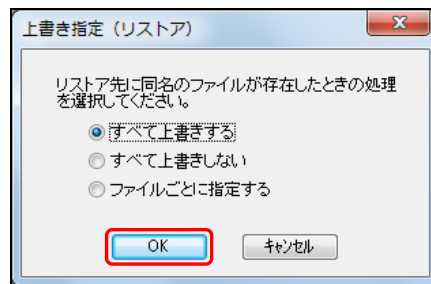 上書き指定（リストア）
リストア先に同名のファイルが存在したときの処理
を選択してください。
すべて上書きする
すべて上書きしない
ファイルごとに指定する
OK
キャンセル